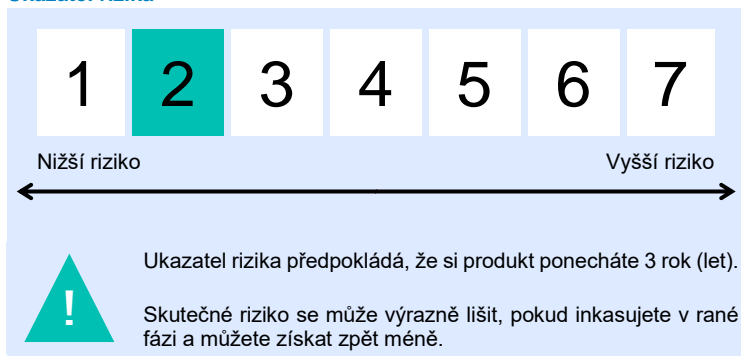 1 2 3 4 5 6 7
Nižší riziko Vyšší riziko
!
Ukazatel rizika předpokládá, že si produkt ponecháte 3 rok (let).
Skutečné riziko se může výrazně lišit, pokud inkasujete v rané
fázi a můžete získat zpět méně.